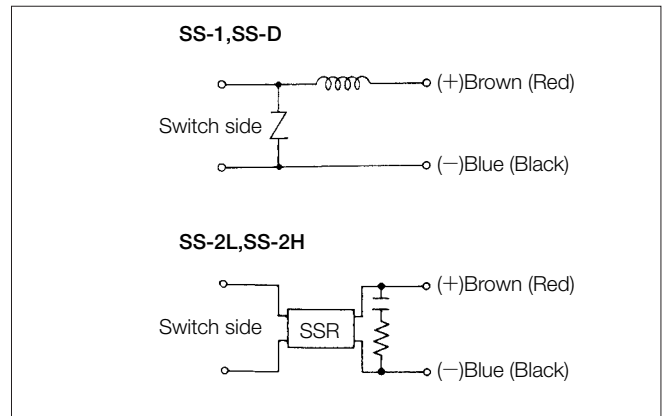 SS-1,SS-D
(+)Brown (Red)
Switch side
(−)Blue (Black)
SS-2L,SS-2H
(+)Brown (Red)
Switch side
SSR
(−)Blue (Black)